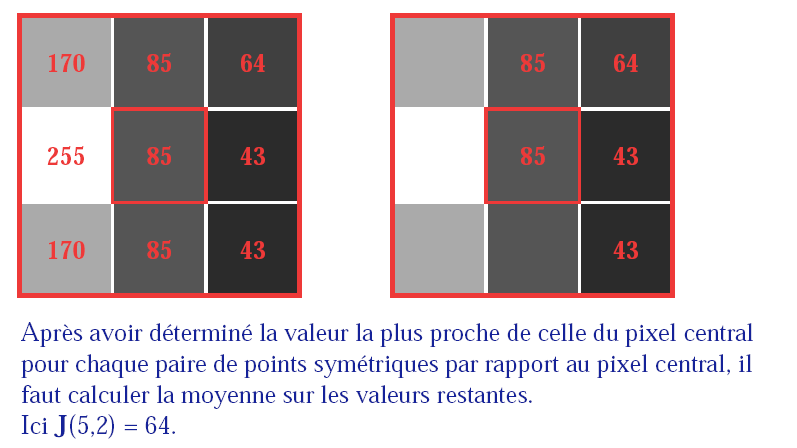 170 85 64 85 64
255 85 43 85 43
170 85 43 43
Après avoir déterminé la valeur la plus proche de celle du pixel central
pour chaque paire de points symétriques par rapport au pixel central, il
faut calculer la moyenne sur les valeurs restantes.
Ici J(5,2) = 64.